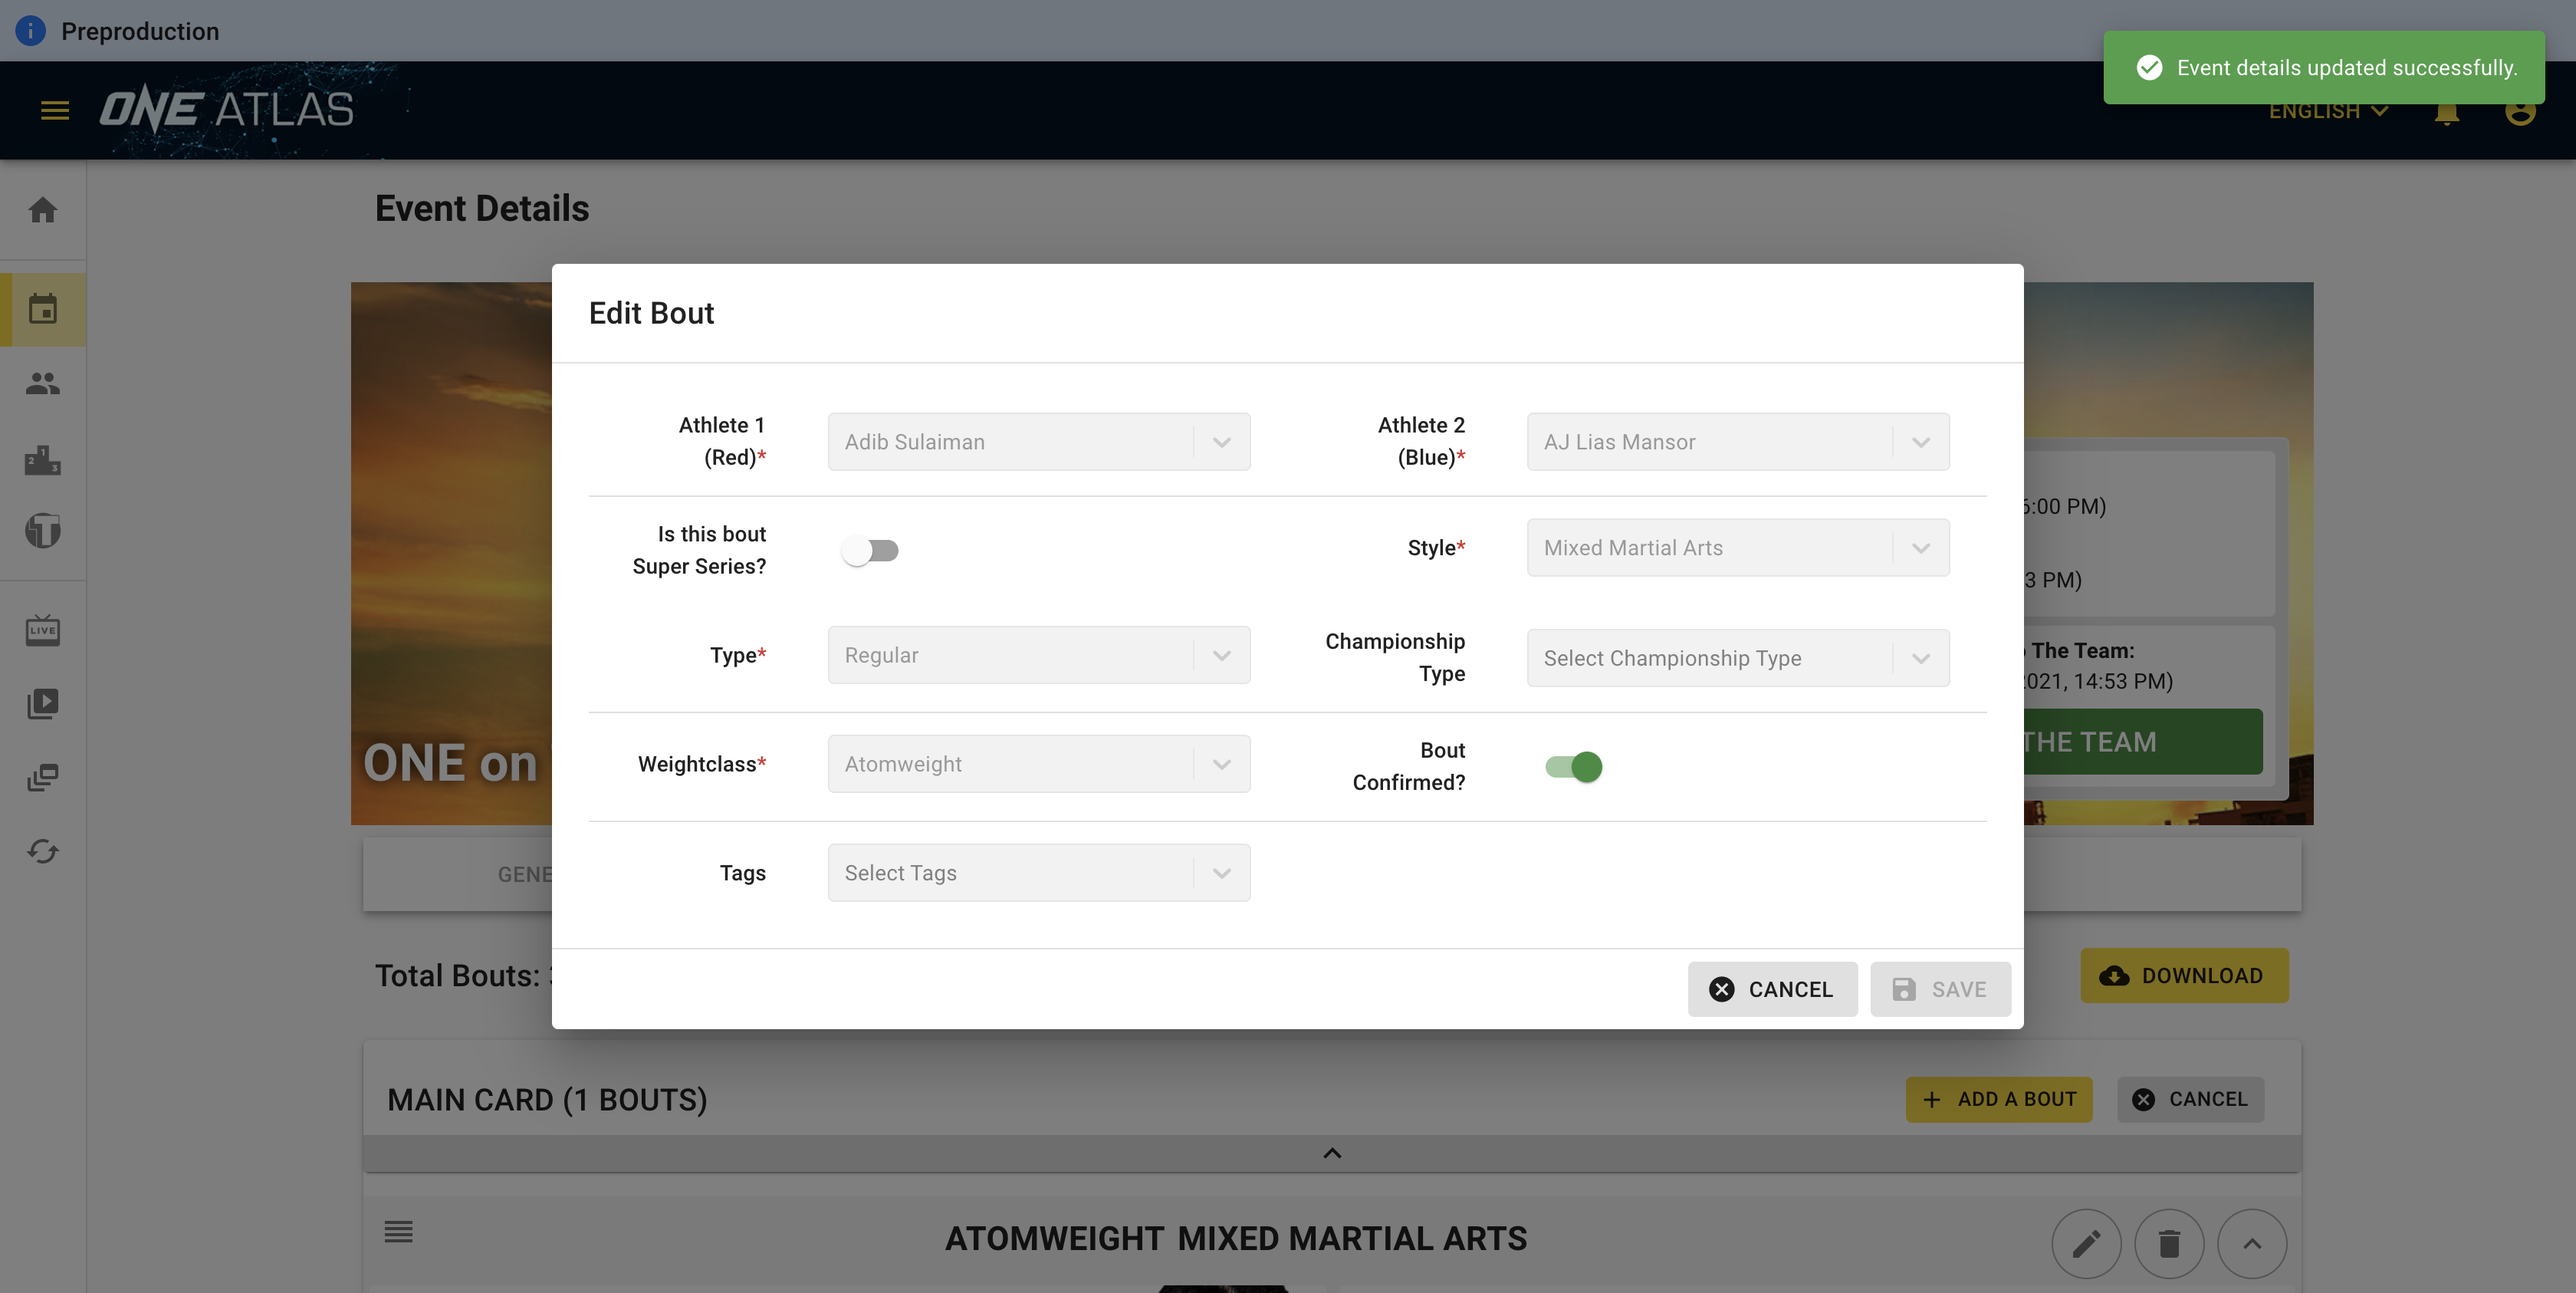 Preproduction
Event details updated successfully.
ONE ATLAS
ENGLISH
Event Details
Edit Bout
Athlete 1
(Red)*
Adib Sulaiman
Athlete 2
(Blue)*
AJ Lias Mansor
6:00 PM)
Is this bout
Super Series?
Style*
Mixed Martial Arts
3 PM)
Type*
Regular
Championship
Type
Select Championship Type
The Team:
2021, 14:53 PM)
Weightclass*
Atomweight
Bout
Confirmed?
ONE on
THE TEAM
LIVE
Tags
Select Tags
GENE
Total Bouts:
CANCEL
SAVE
DOWNLOAD
MAIN CARD (1 BOUTS)
ADD A BOUT
CANCEL
ATOMWEIGHT MIXED MARTIAL ARTS